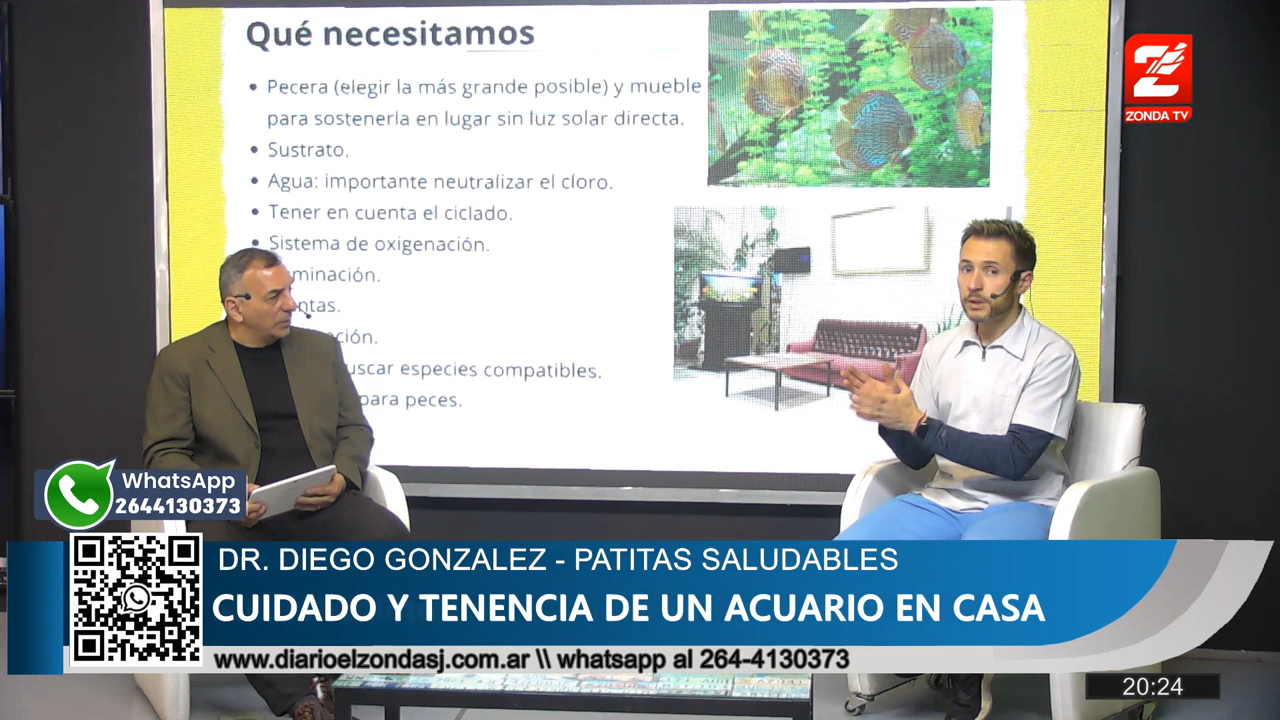 Qué necesitamos
• Pecera (elegir la más grande posible) y mueble
para sostenerla en lugar sin luz solar directa.
• Sustrato.
• Agua: importante neutralizar el cloro.
• Tener en cuenta el ciclado.
• Sistema de oxigenación.
minación.
ntas.
ción.
uscar especies compatibles.
para peces.
ZONDA TV
WhatsApp
2644130373
DR. DIEGO GONZALEZ - PATITAS SALUDABLES
CUIDADO Y TENENCIA DE UN ACUARIO EN CASA
www.diarioelzondasj.com.ar \\ whatsapp al 264-4130373
20:24